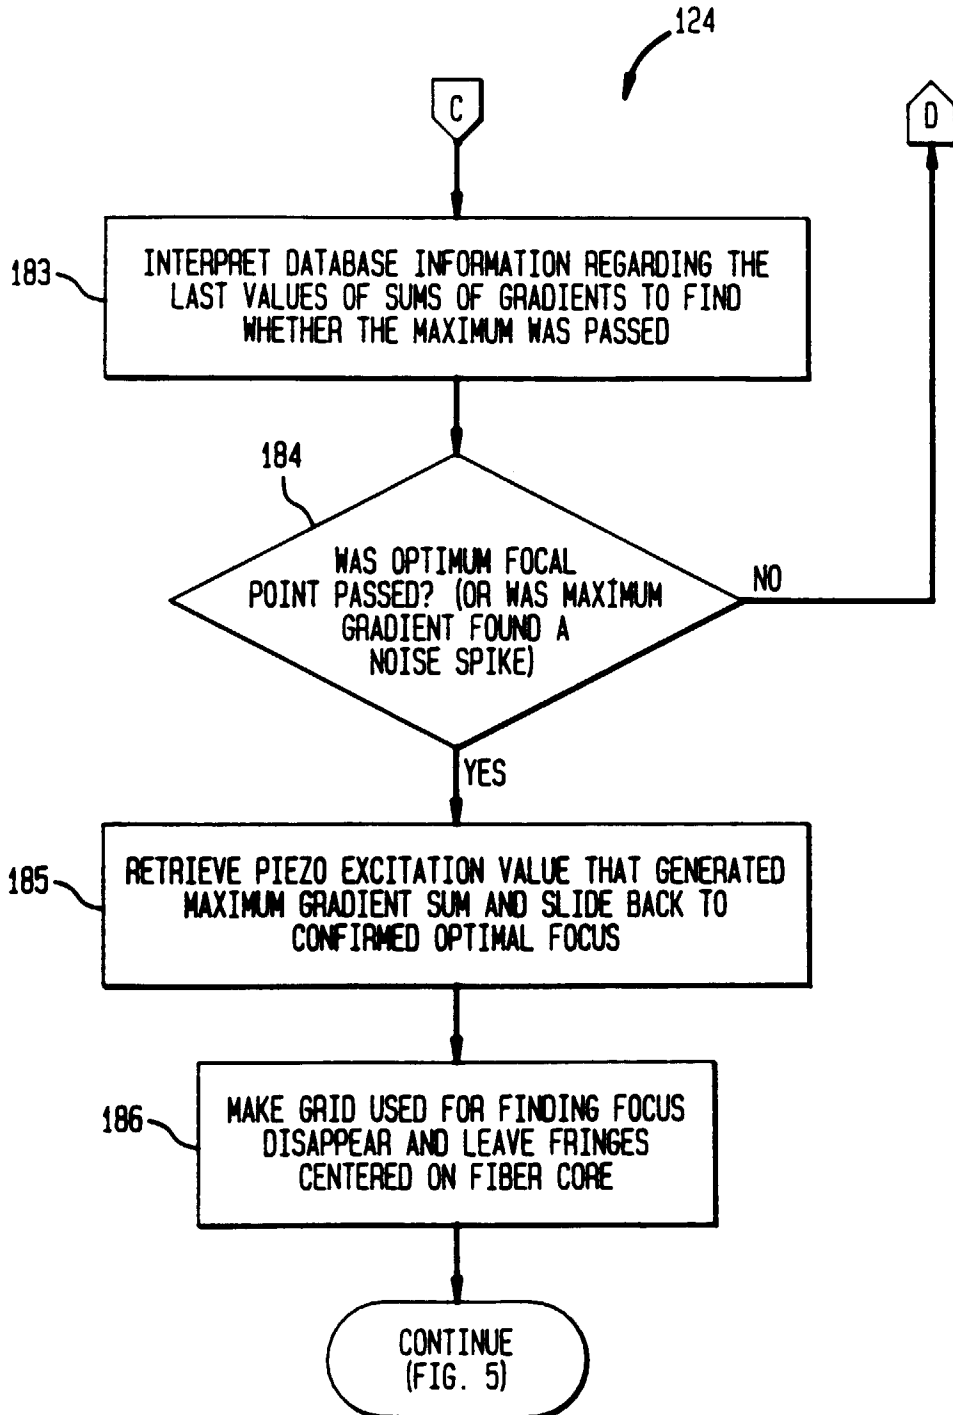 124
C
D
183
INTERPRET DATABASE INFORMATION REGARDING THE
LAST VALUES OF SUMS OF GRADIENTS TO FIND
WHETHER THE MAXIMUM WAS PASSED
184
WAS OPTIMUM FOCAL
POINT PASSED? (OR WAS MAXIMUM
GRADIENT FOUND A
NOISE SPIKE)
NO
YES
185
RETRIEVE PIEZO EXCITATION VALUE THAT GENERATED
MAXIMUM GRADIENT SUM AND SLIDE BACK TO
CONFIRMED OPTIMAL FOCUS
186
MAKE GRID USED FOR FINDING FOCUS
DISAPPEAR AND LEAVE FRINGES
CENTERED ON FIBER CORE
CONTINUE
(FIG. 5)